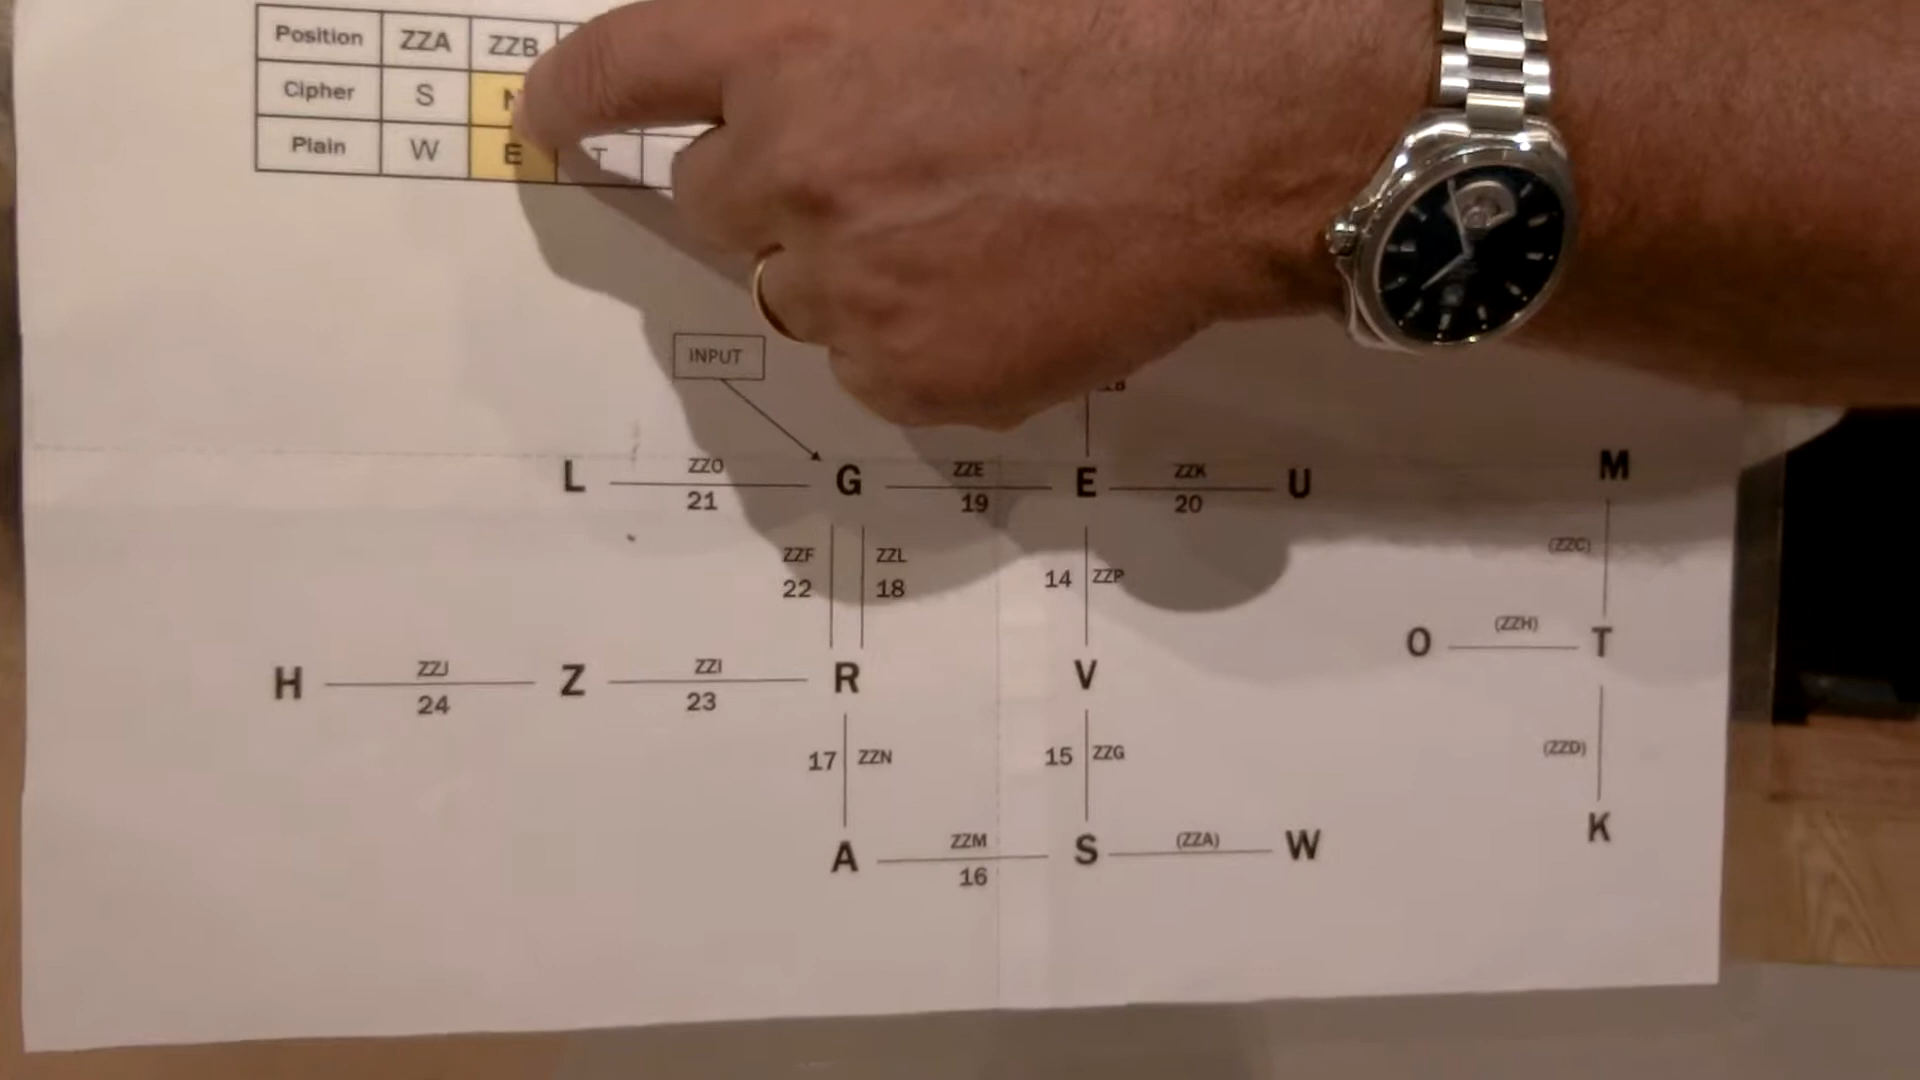 Position ZZA ZZB
Cipher S N
Plain W E T
INPUT
L ZZO 21 G ZZE 19 E ZZK 20 U M
ZZF 22 ZZL 18 14 ZZP (ZZC)
O (ZZH) T
H ZZJ 24 Z ZZI 23 R V
17 ZZN 15 ZZG (ZZD)
A ZZM 16 S (ZZA) W K